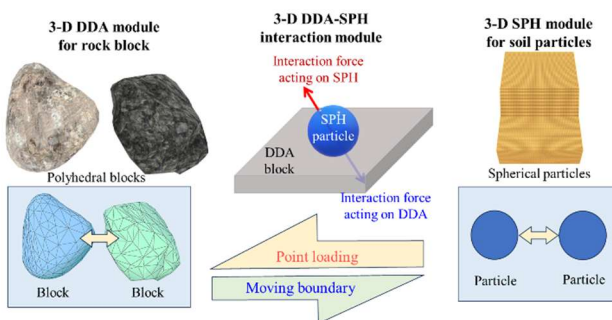 3-D DDA module
for rock block
Polyhedral blocks
Block
Block
3-D DDA-SPH
interaction module
Interaction force
acting on SPH
SPH
particle
DDA
block
Interaction force
acting on DDA
Point loading
Moving boundary
3-D SPH module
for soil particles
Spherical particles
Particle
Particle